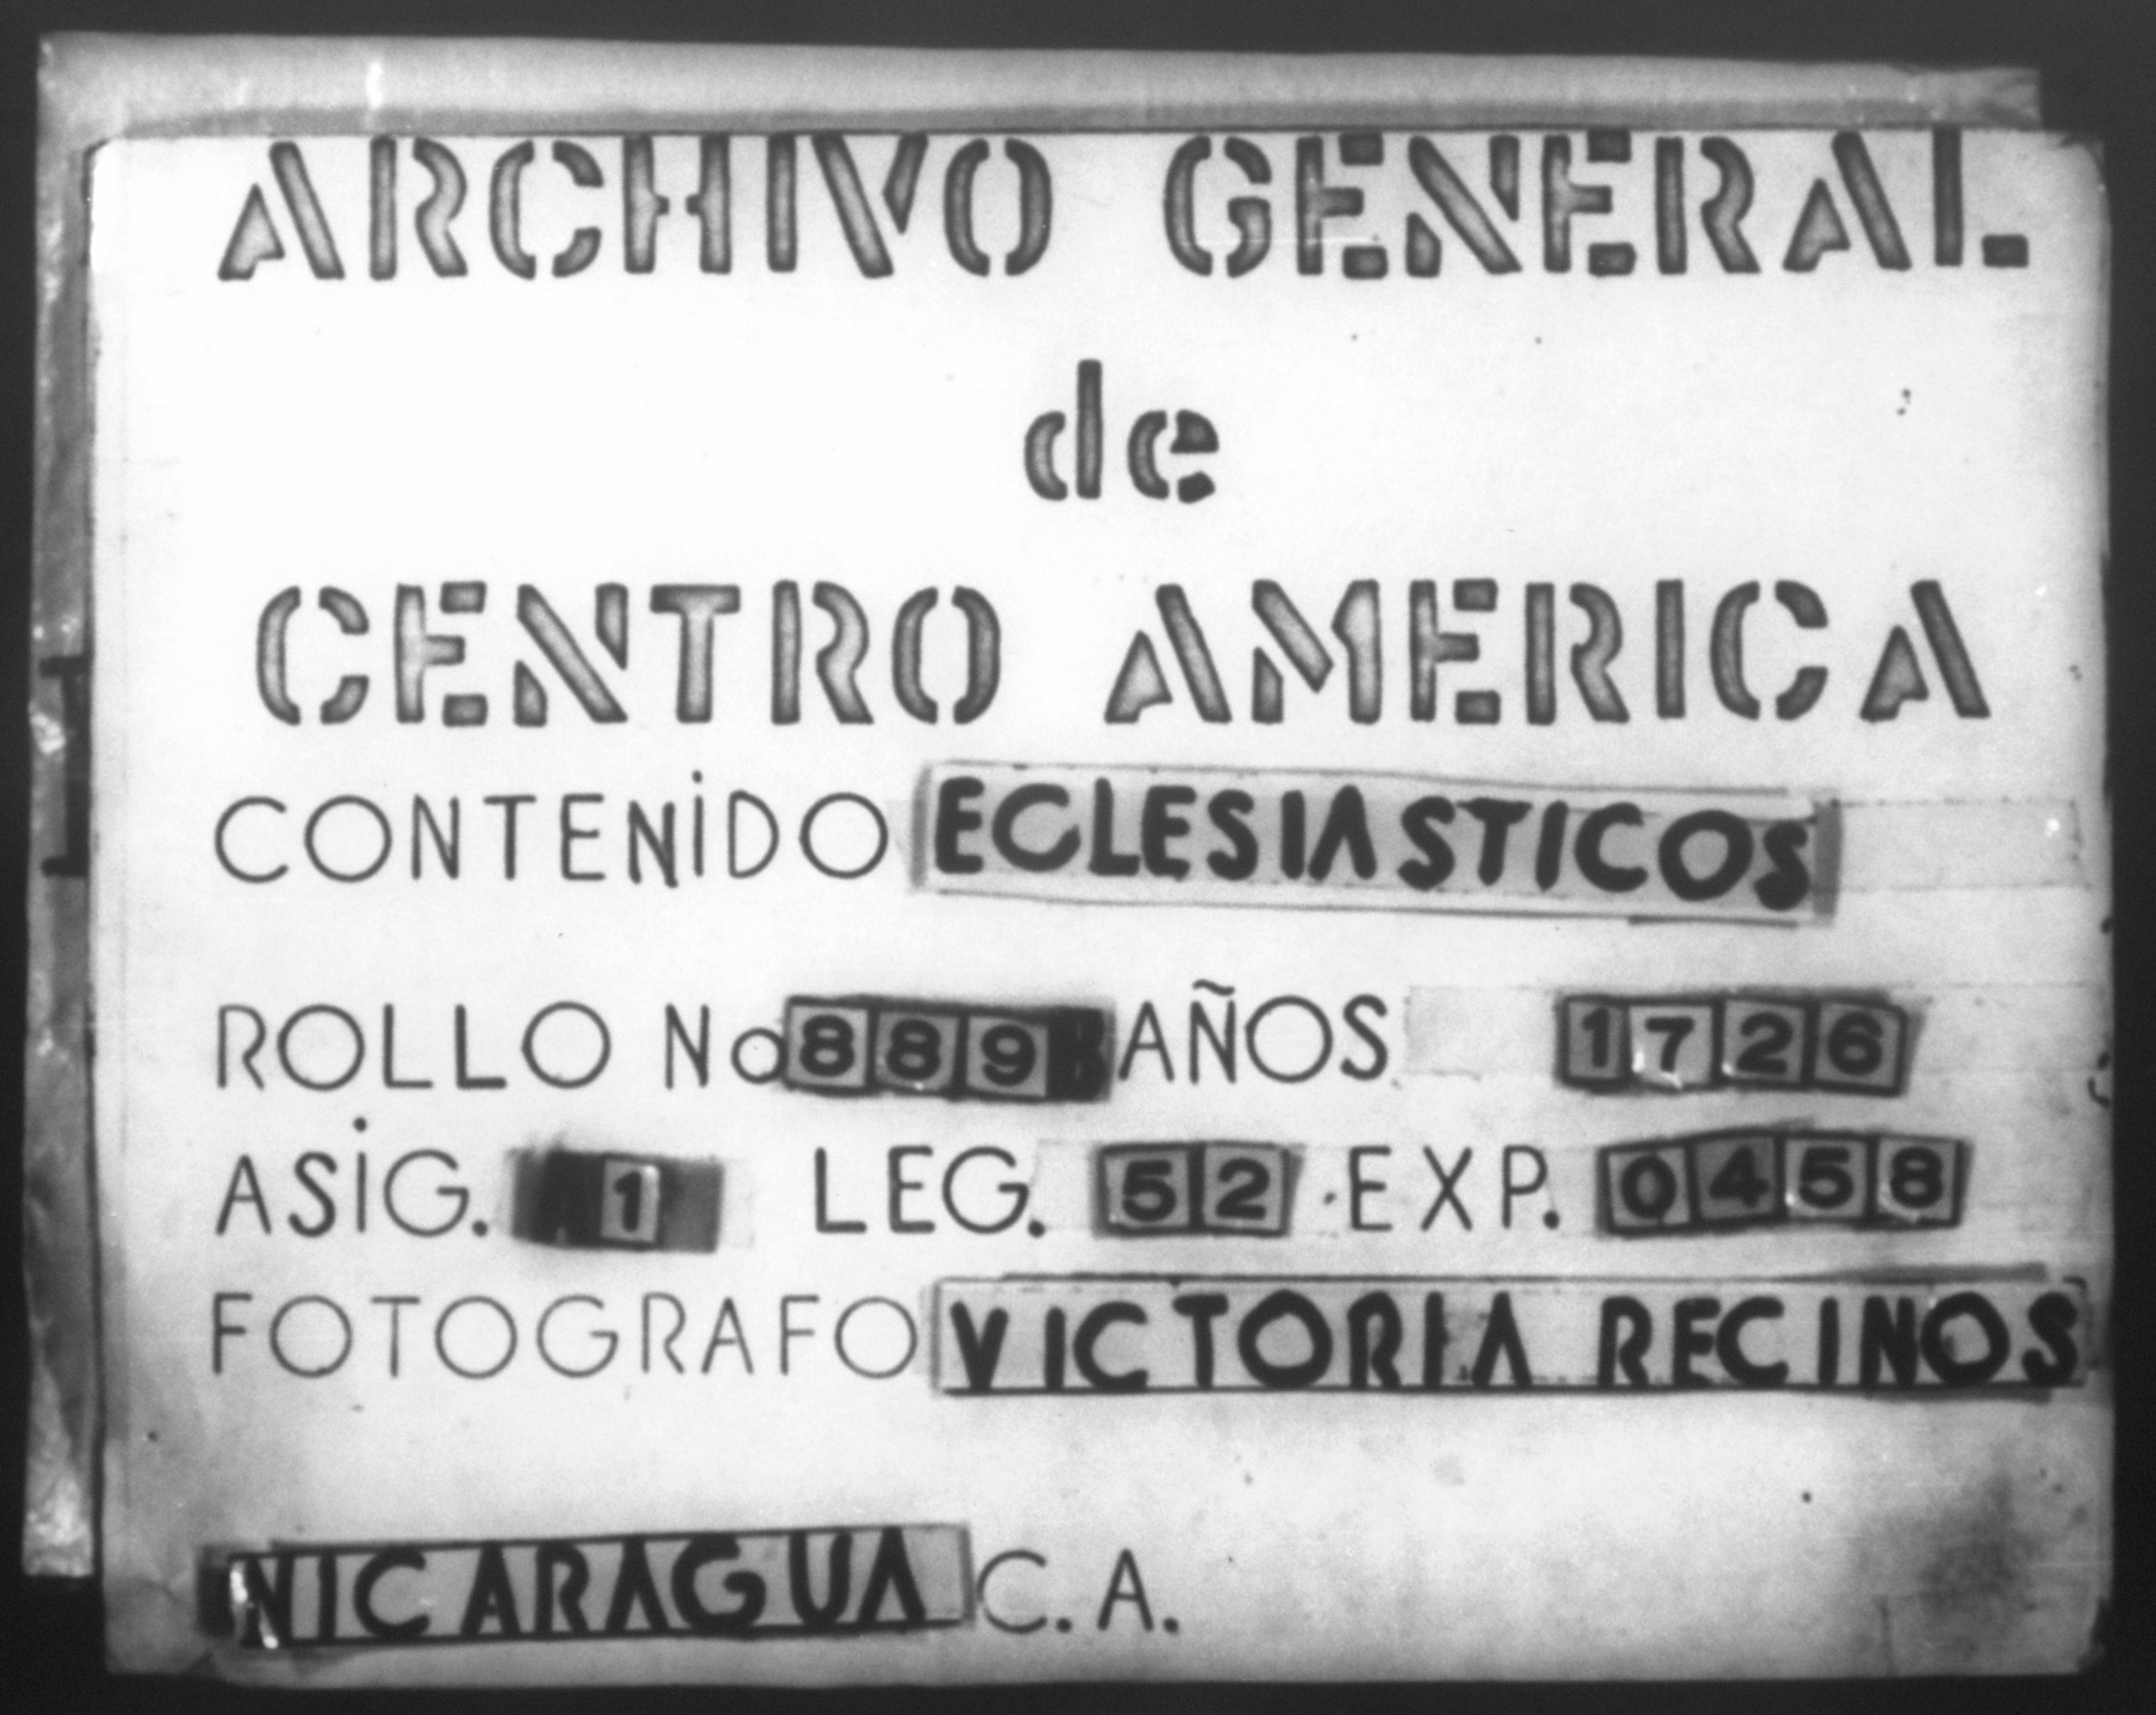 ARCHIVO GENERAL
de
CENTRO AMERICA
CONTENIDO ECLESIASTICOS
ROLLO No 889 AÑOS 1726
ASIG. 1 LEG. 52 EXP. 0458
FOTOGRAFO VICTORIA RECINOS
NICARAGUA C. A.